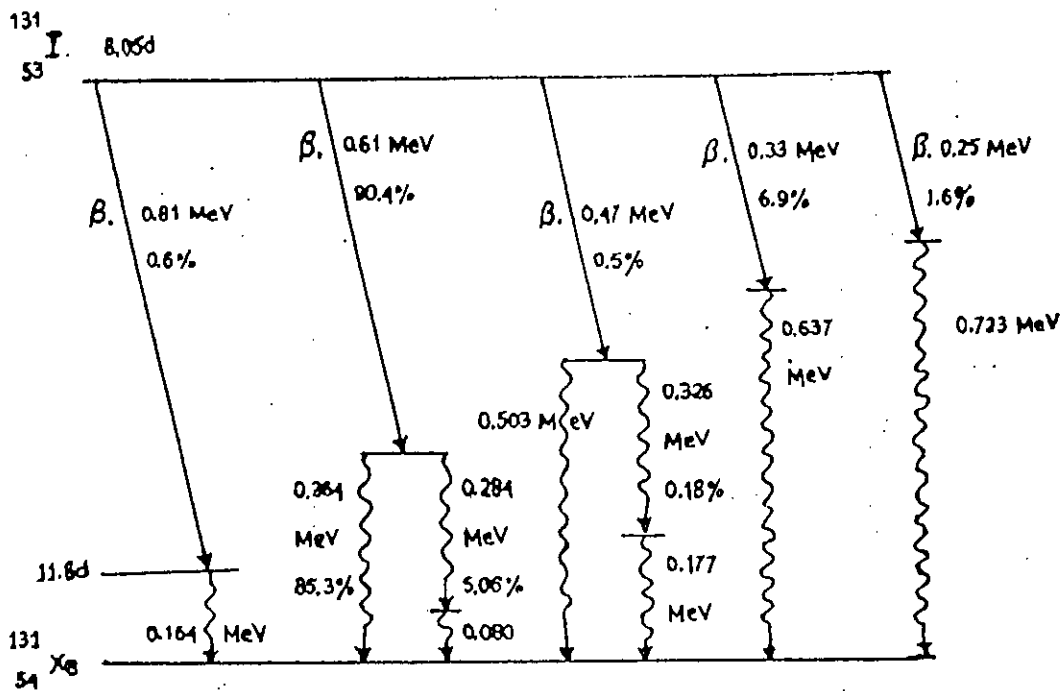 131
53 I. 8,05d
β. 0.81 MeV
0.6%
β. 0.61 MeV
90.4%
β. 0.47 MeV
0.5%
β. 0.33 MeV
6.9%
β. 0.25 MeV
1.6%
0.637
MeV
0.723 MeV
0.503 MeV
0.326
MeV
0.18%
0.364
MeV
85.3%
0.284
MeV
5.06%
0.177
MeV
11.8d
0.164 MeV
0.080
131
54 Xe